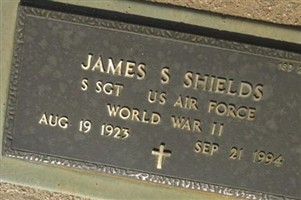 JAMES S SHIELDS
S SGT US AIR FORCE
WORLD WAR II
AUG 19 1923 SEP 21 1994